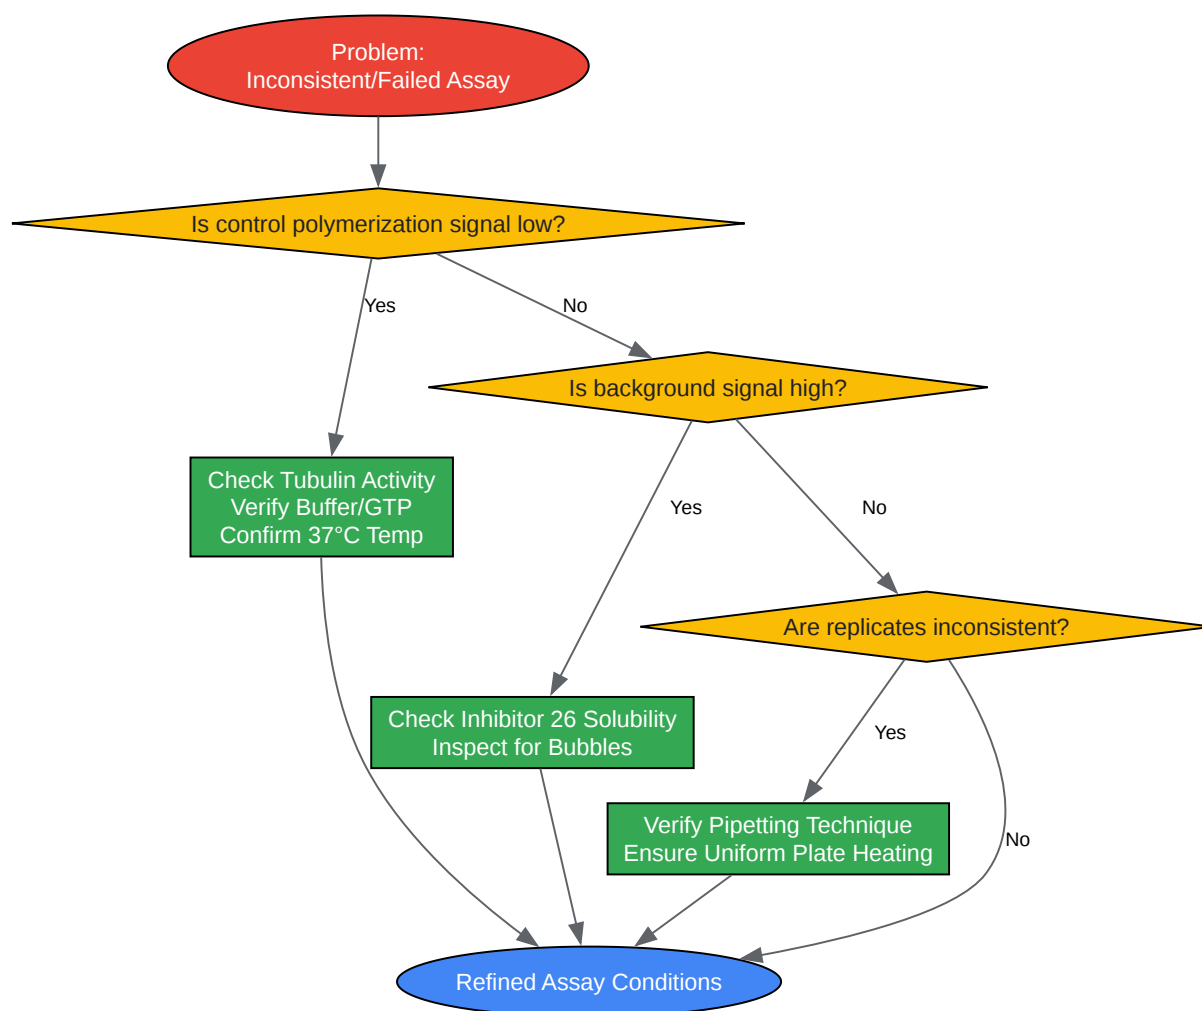 Problem:
Inconsistent/Failed Assay
Is control polymerization signal low?
Yes
No
Is background signal high?
Check Tubulin Activity
Verify Buffer/GTP
Confirm 37°C Temp
Yes
No
Are replicates inconsistent?
Check Inhibitor 26 Solubility
Inspect for Bubbles
Yes
Verify Pipetting Technique
Ensure Uniform Plate Heating
No
Refined Assay Conditions